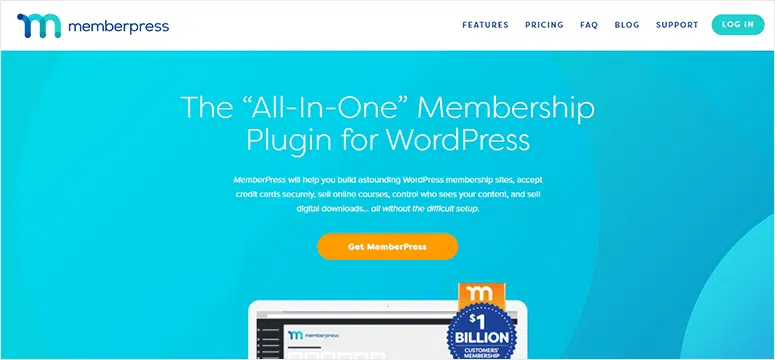 memberpress
FEATURES PRICING FAQ BLOG SUPPORT LOG IN
The “All-In-One” Membership
Plugin for WordPress
MemberPress will help you build astounding WordPress membership sites, accept
credit cards securely, sell online courses, control who sees your content, and sell
digital downloads... all without the difficult setup.
Get MemberPress
memberpress
$1
BILLION
CUSTOMERS'
MEMBERSHIP